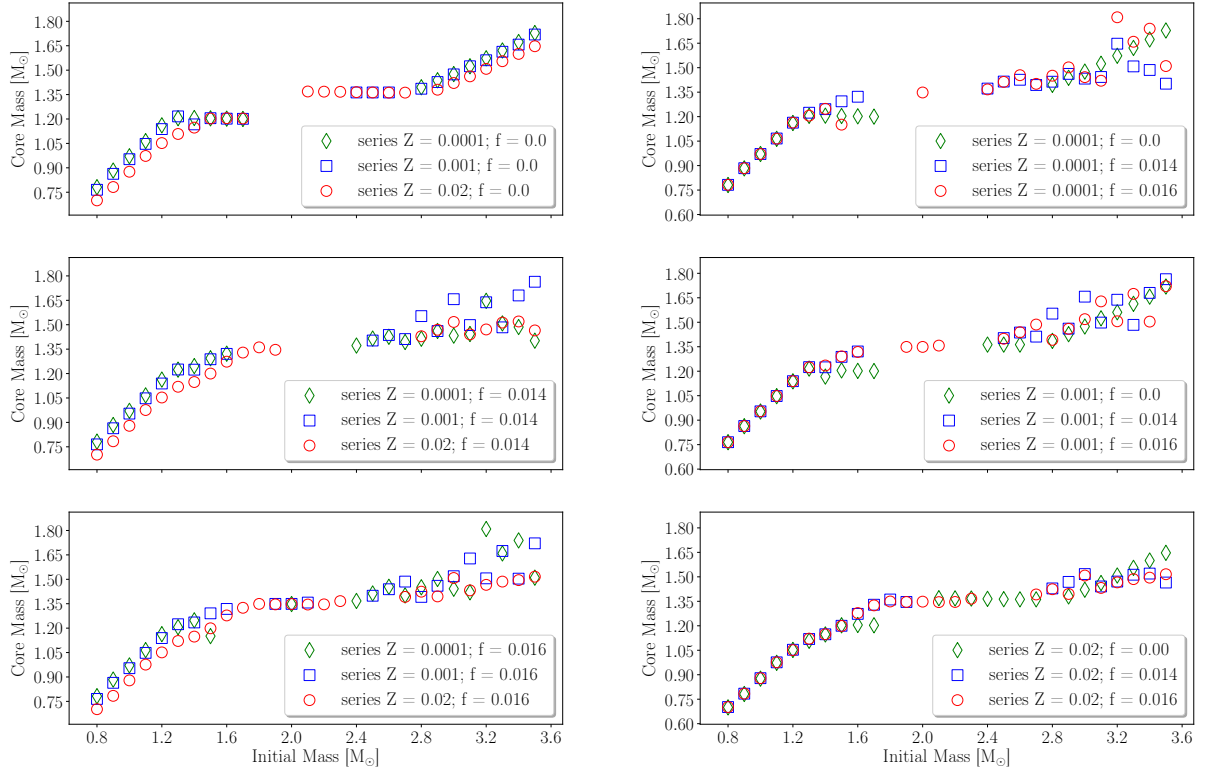 Core Mass [M⊙]
1.80
1.65
1.50
1.35
1.20
1.05
0.90
0.75
series Z = 0.0001; f = 0.0
series Z = 0.001; f = 0.0
series Z = 0.02; f = 0.0
Core Mass [M⊙]
1.80
1.65
1.50
1.35
1.20
1.05
0.90
0.75
0.60
series Z = 0.0001; f = 0.0
series Z = 0.0001; f = 0.014
series Z = 0.0001; f = 0.016
Core Mass [M⊙]
1.80
1.65
1.50
1.35
1.20
1.05
0.90
0.75
series Z = 0.0001; f = 0.014
series Z = 0.001; f = 0.014
series Z = 0.02; f = 0.014
Core Mass [M⊙]
1.80
1.65
1.50
1.35
1.20
1.05
0.90
0.75
0.60
series Z = 0.001; f = 0.0
series Z = 0.001; f = 0.014
series Z = 0.001; f = 0.016
Core Mass [M⊙]
1.80
1.65
1.50
1.35
1.20
1.05
0.90
0.75
series Z = 0.0001; f = 0.016
series Z = 0.001; f = 0.016
series Z = 0.02; f = 0.016
0.8 1.2 1.6 2.0 2.4 2.8 3.2 3.6
Initial Mass [M⊙]
Core Mass [M⊙]
1.80
1.65
1.50
1.35
1.20
1.05
0.90
0.75
0.60
series Z = 0.02; f = 0.00
series Z = 0.02; f = 0.014
series Z = 0.02; f = 0.016
0.8 1.2 1.6 2.0 2.4 2.8 3.2 3.6
Initial Mass [M⊙]